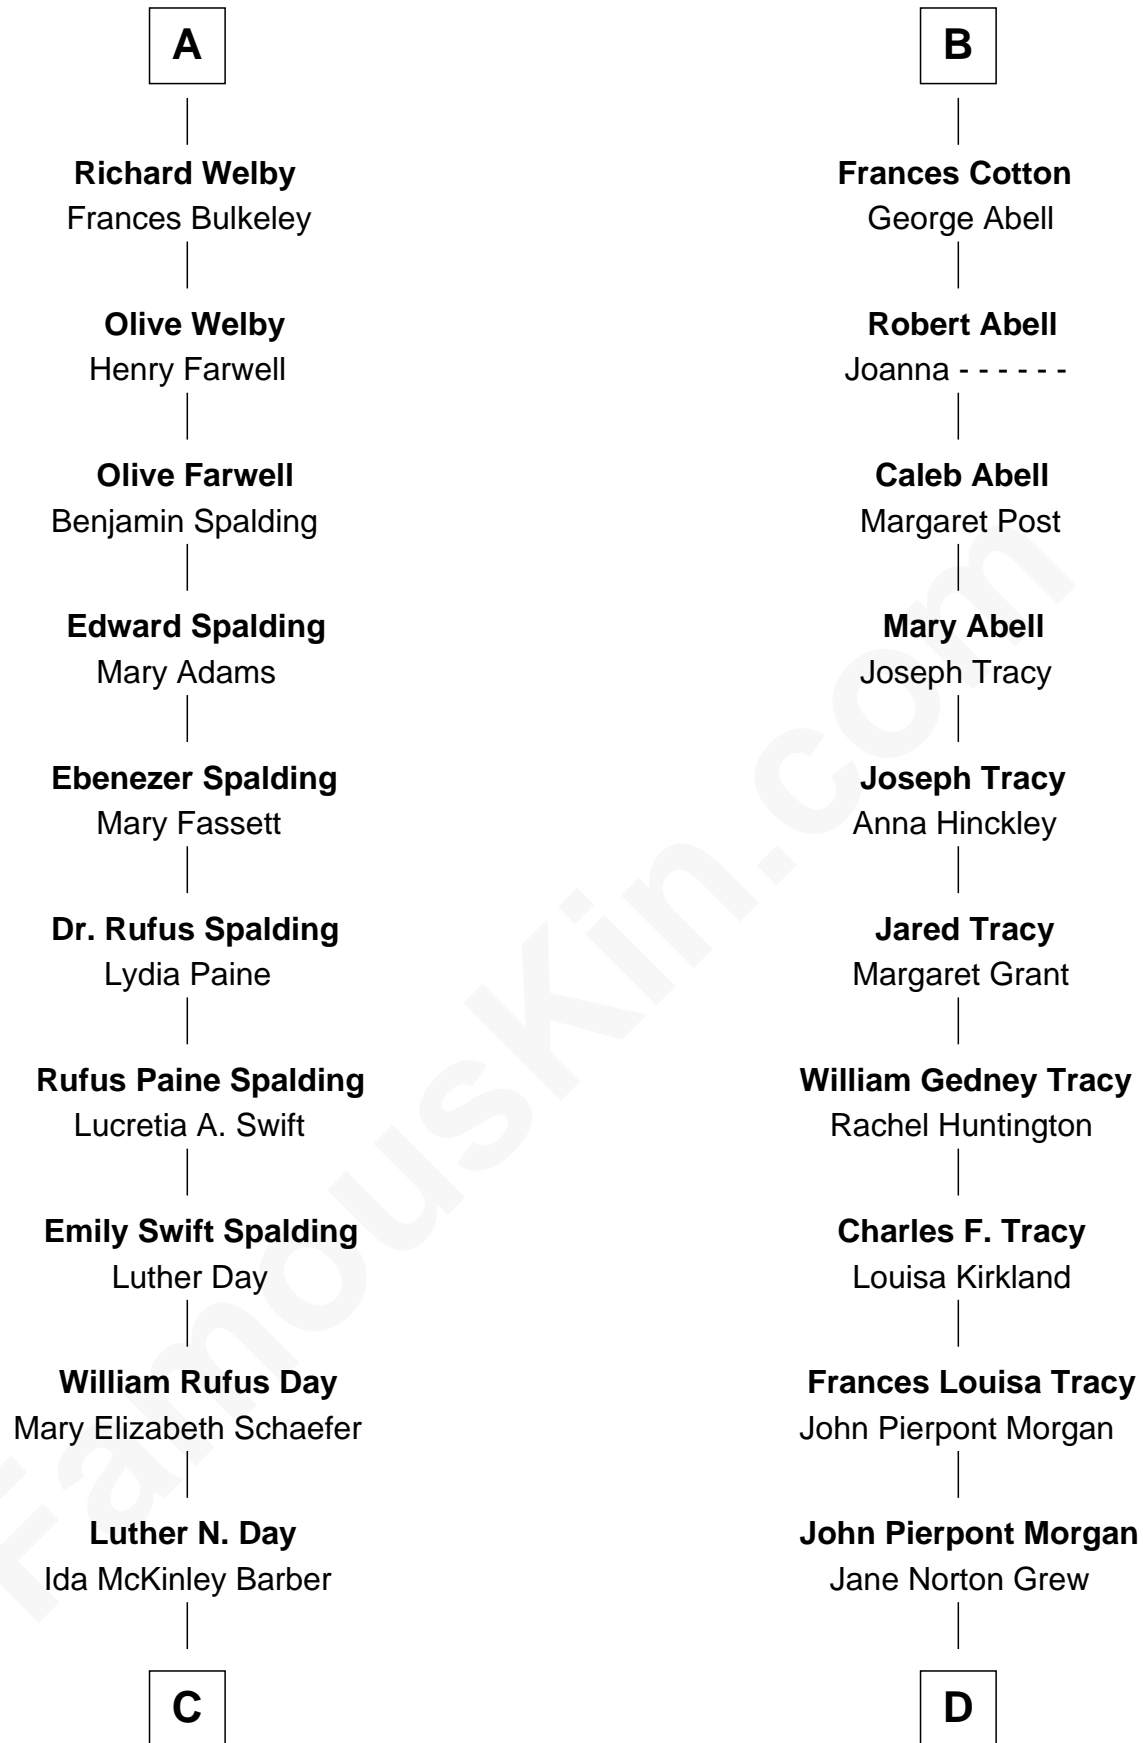 A
Richard Welby
Frances Bulkeley
Olive Welby
Henry Farwell
Olive Farwell
Benjamin Spalding
Edward Spalding
Mary Adams
Ebenezer Spalding
Mary Fassett
Dr. Rufus Spalding
Lydia Paine
Rufus Paine Spalding
Lucretia A. Swift
Emily Swift Spalding
Luther Day
William Rufus Day
Mary Elizabeth Schaefer
Luther N. Day
Ida McKinley Barber
C
B
Frances Cotton
George Abell
Robert Abell
Joanna - - - - - -
Caleb Abell
Margaret Post
Mary Abell
Joseph Tracy
Joseph Tracy
Anna Hinckley
Jared Tracy
Margaret Grant
William Gedney Tracy
Rachel Huntington
Charles F. Tracy
Louisa Kirkland
Frances Louisa Tracy
John Pierpont Morgan
John Pierpont Morgan
Jane Norton Grew
D
FamousKin.com